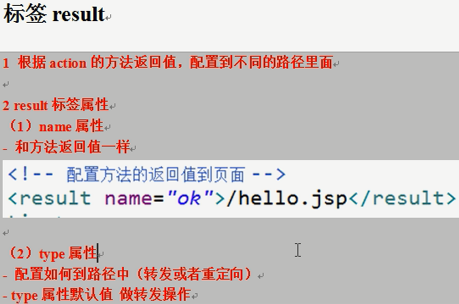 标签 result
1 根据 action 的方法返回值，配置到不同的路径里面
2 result 标签属性
（1）name 属性
- 和方法返回值一样
<!-- 配置方法的返回值到页面 -->
<result name="ok">/hello.jsp</result>
（2）type 属性
- 配置如何到路径中（转发或者重定向）
- type 属性默认值 做转发操作